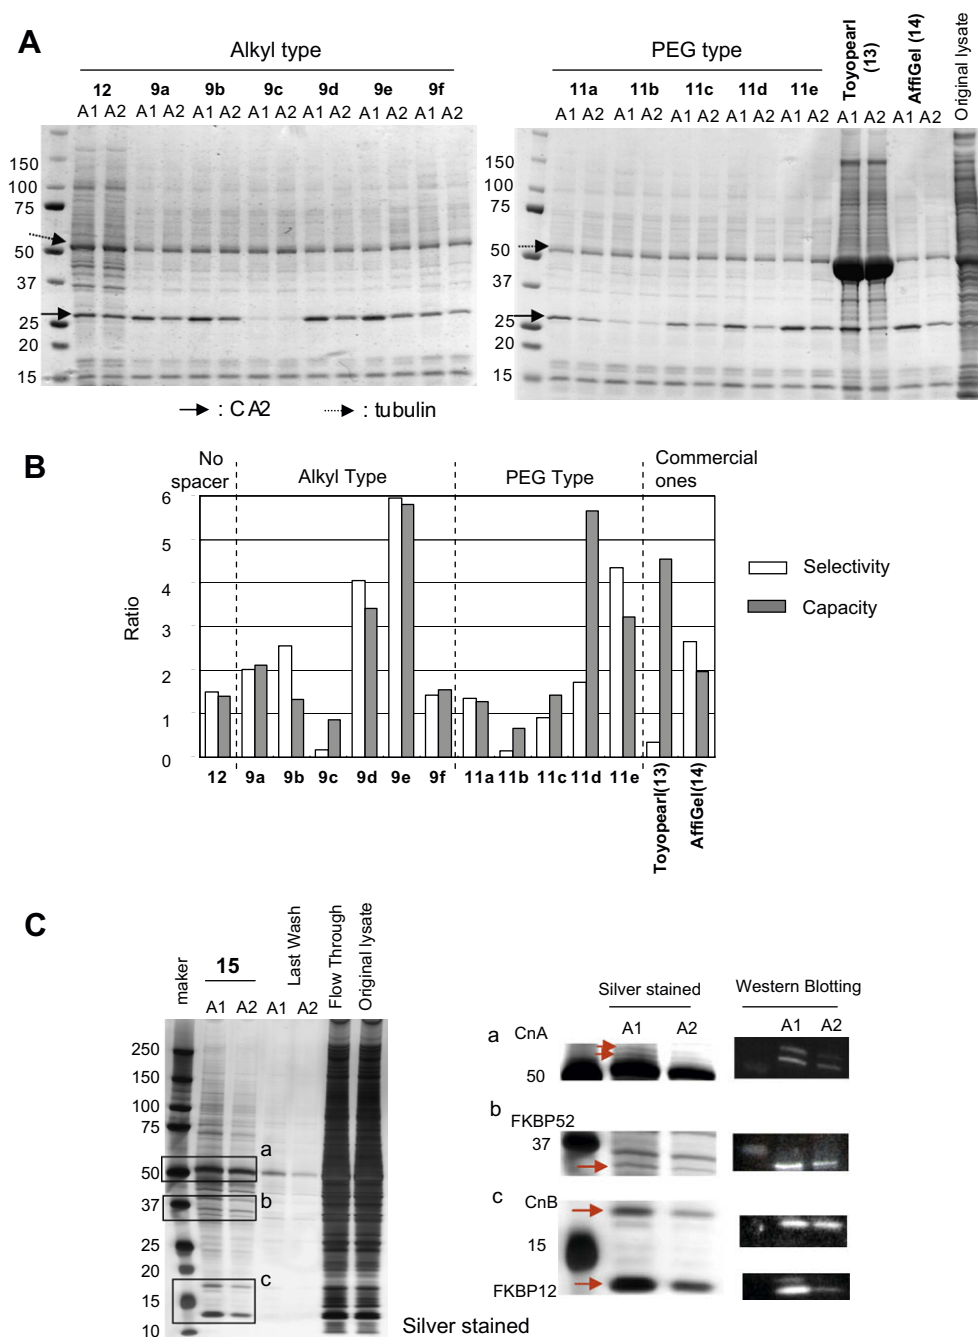 A
Alkyl type
12 9a 9b 9c 9d 9e 9f
A1 A2 A1 A2 A1 A2 A1 A2 A1 A2 A1 A2 A1 A2
150
100
75
50
37
25
20
15
PEG type
11a 11b 11c 11d 11e
Toyopearl (13)
AffiGel (14)
Original lysate
A1 A2 A1 A2 A1 A2 A1 A2 A1 A2 A1 A2 A1 A2
150
100
75
50
37
25
20
15
: CA2
: tubulin
B
No spacer
Alkyl Type
PEG Type
Commercial ones
Ratio
6
5
4
3
2
1
0
12 9a 9b 9c 9d 9e 9f 11a 11b 11c 11d 11e Toyopearl(13) AffiGel(14)
Selectivity
Capacity
C
maker
15
Last Wash
Flow Through
Original lysate
A1 A2 A1 A2
250
150
100
75
50
37
25
20
15
10
a
b
c
Silver stained
Silver stained
Western Blotting
A1 A2 A1 A2
a
CnA
50
b
FKBP52
37
c
CnB
15
FKBP12